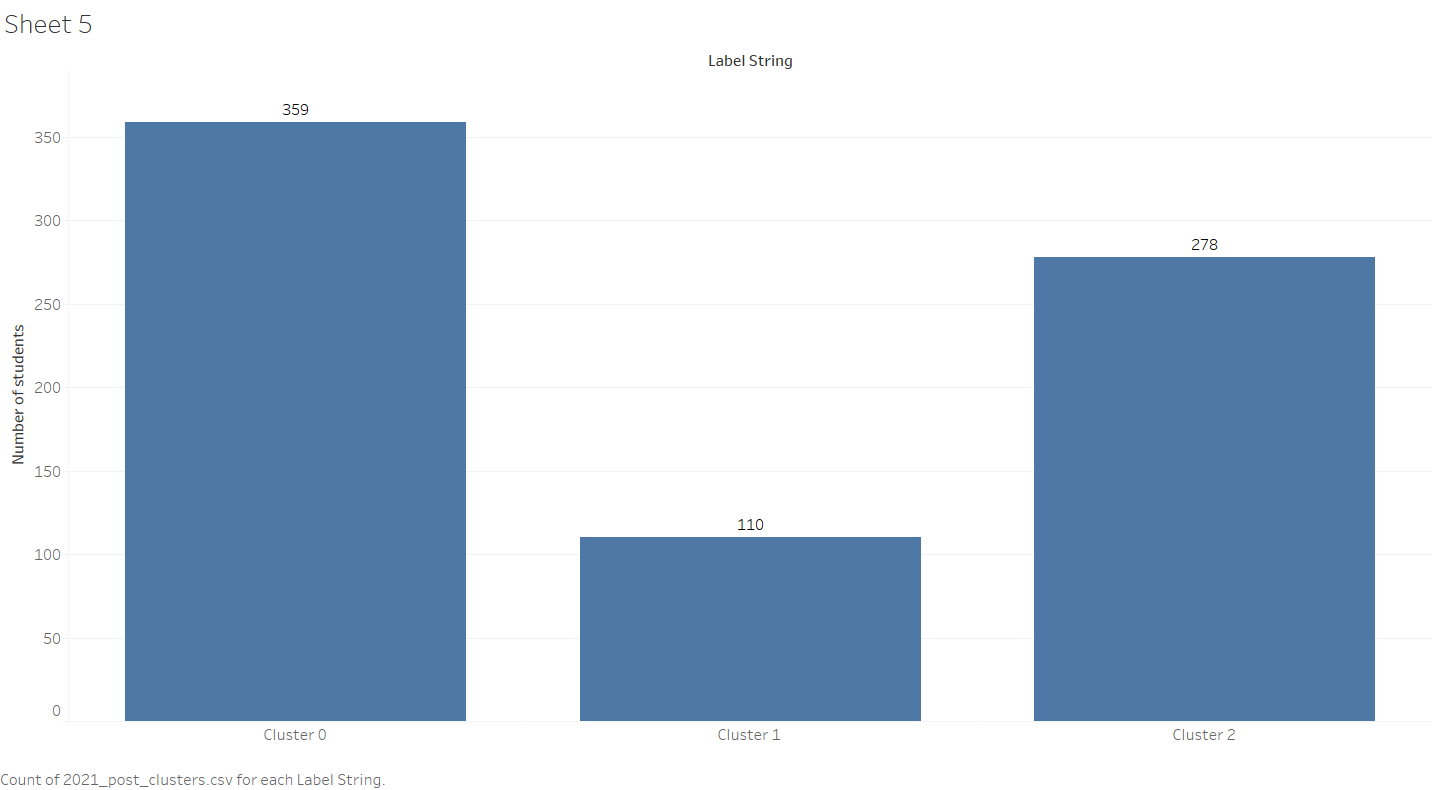 Sheet 5
Label String
359
350
300
278
250
Number of students
200
150
110
100
50
0
Cluster 0 Cluster 1 Cluster 2
Count of 2021_post_clusters.csv for each Label String.